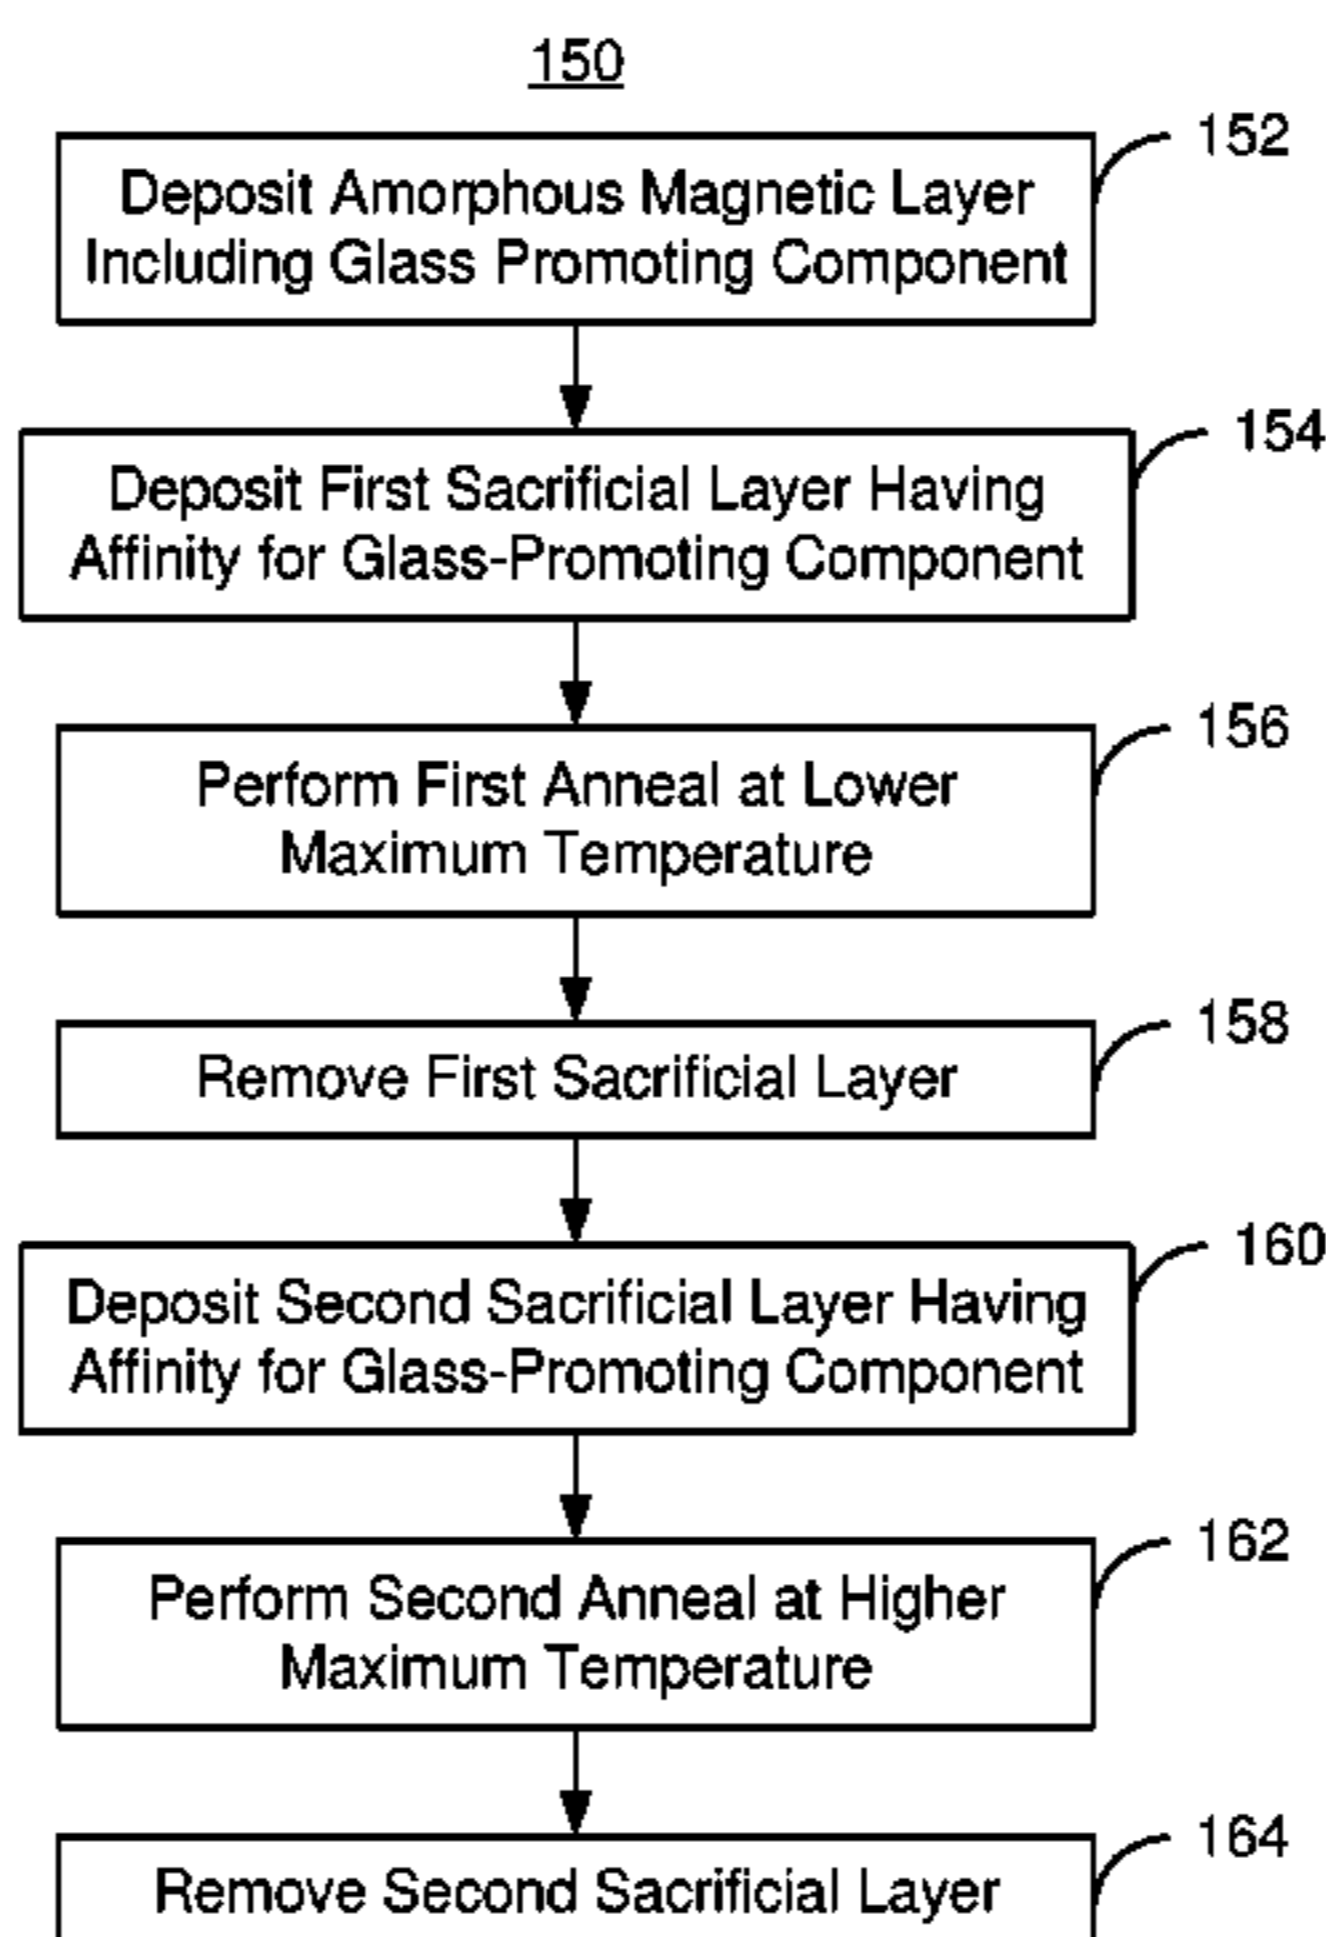 150
152
Deposit Amorphous Magnetic Layer
Including Glass Promoting Component
154
Deposit First Sacrificial Layer Having
Affinity for Glass-Promoting Component
156
Perform First Anneal at Lower
Maximum Temperature
158
Remove First Sacrificial Layer
160
Deposit Second Sacrificial Layer Having
Affinity for Glass-Promoting Component
162
Perform Second Anneal at Higher
Maximum Temperature
164
Remove Second Sacrificial Layer